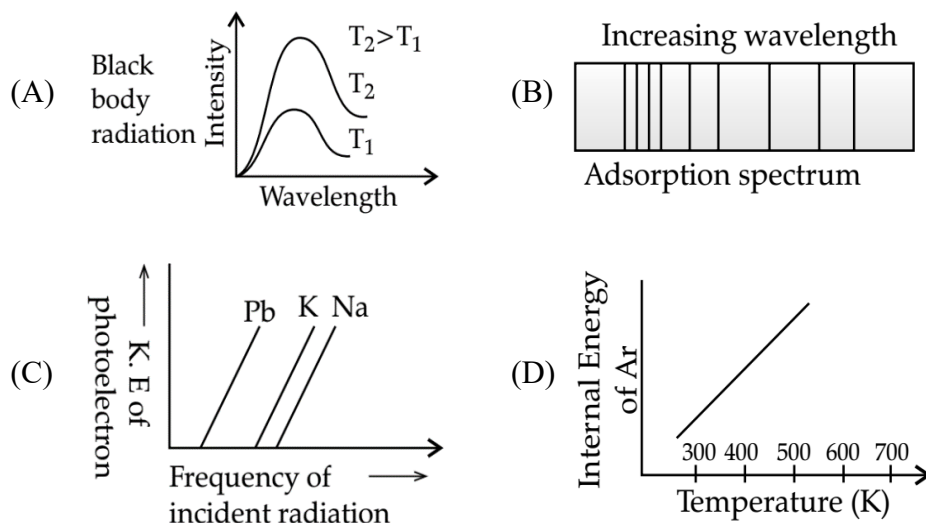 (A)
Black
body
radiation
Intensity
T₂>T₁
T₂
T₁
Wavelength
(B)
Increasing wavelength
Adsorption spectrum
(C)
K. E of
photoelectron
Pb K Na
Frequency of
incident radiation
(D)
Internal Energy
of Ar
300 400 500 600 700
Temperature (K)